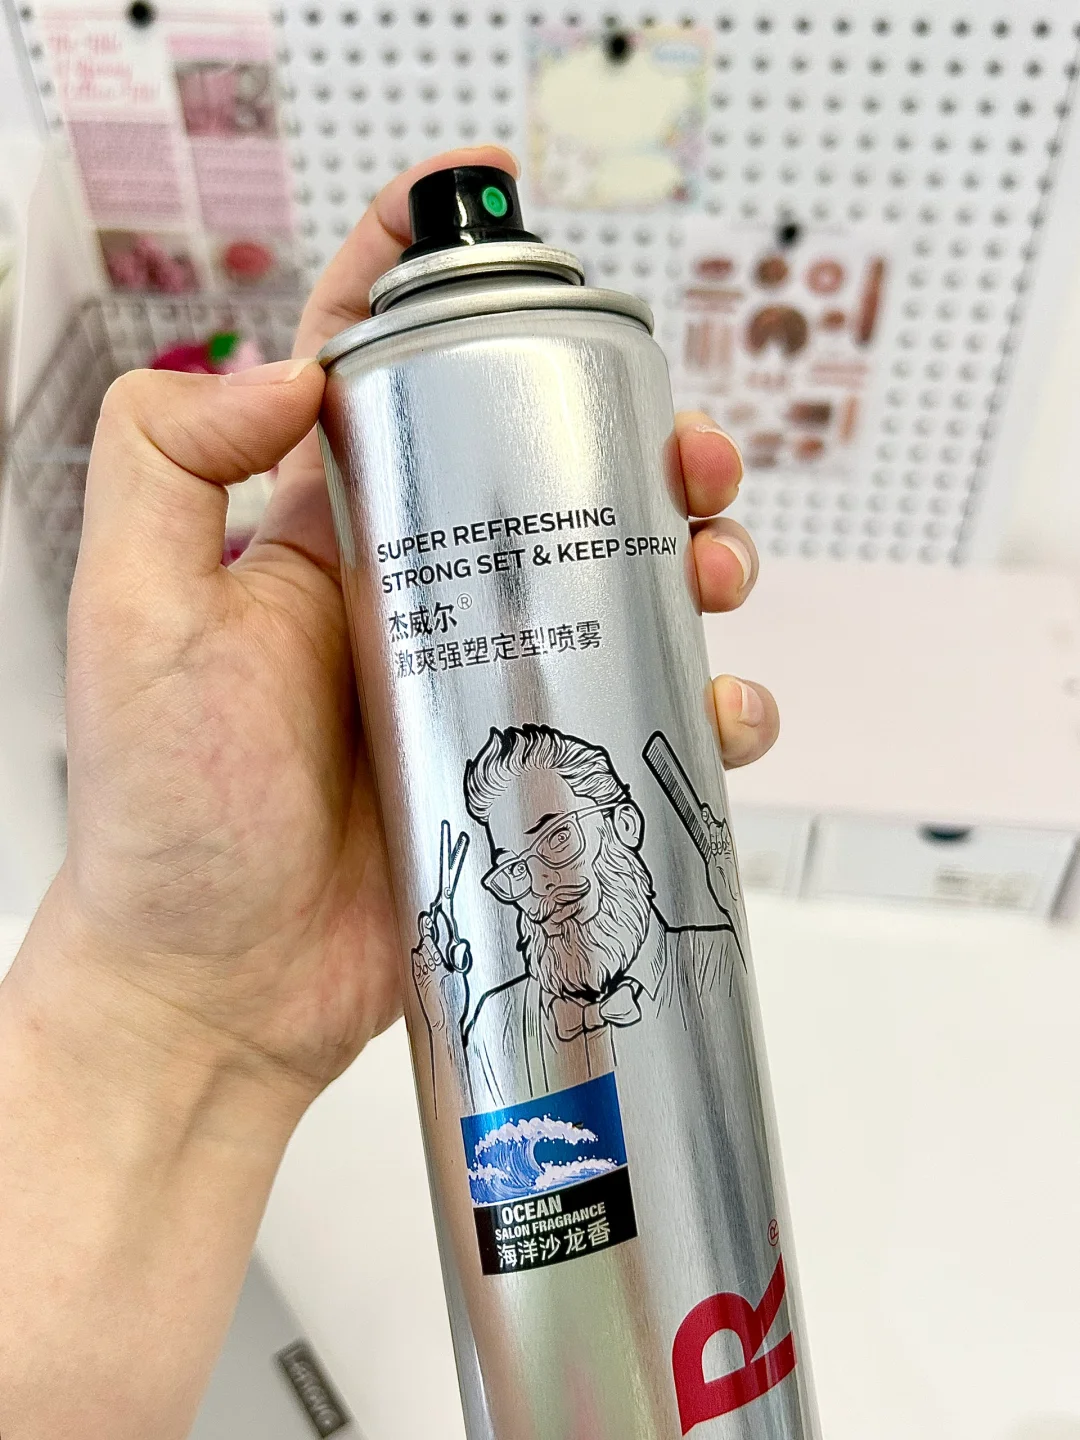 SUPER REFRESHING
STRONG SET & KEEP SPRAY
杰威尔®
激爽强塑定型喷雾
OCEAN
SALON FRAGRANCE
海洋沙龙香
R®
Lenovo